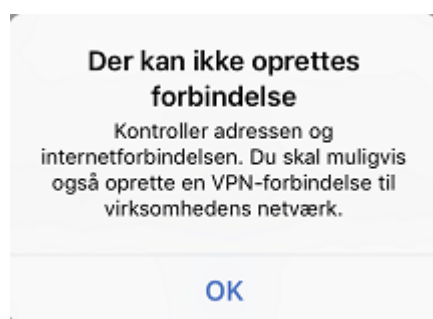 Der kan ikke oprettes
forbindelse
Kontroller adressen og
internetforbindelsen. Du skal muligvis
også oprette en VPN-forbindelse til
virksomhedens netværk.
OK